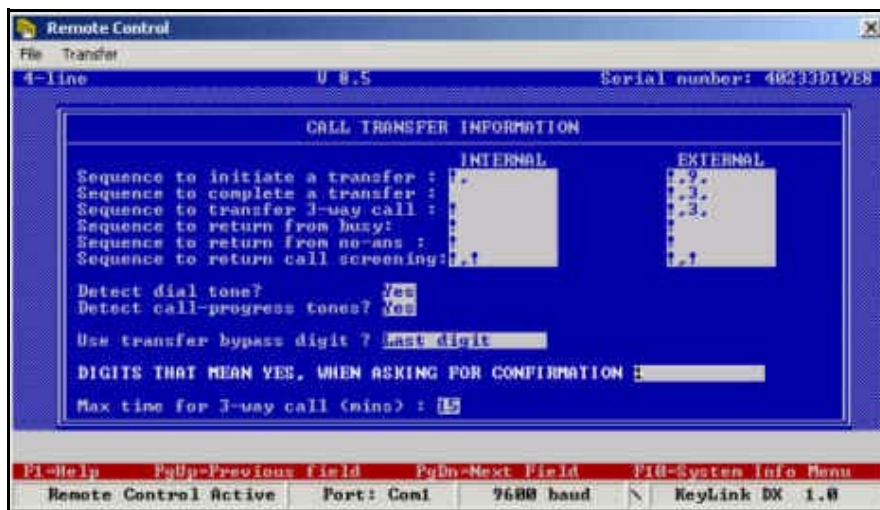 Remote Control
File Transfer
4-line V 8.5 Serial number: 40233D17E8
CALL TRANSFER INFORMATION
INTERNAL EXTERNAL
Sequence to initiate a transfer : !, !,9,
Sequence to complete a transfer : !,3,
Sequence to transfer 3-way call : ! !,3,
Sequence to return from busy: ! !
Sequence to return from no-ans : ! !
Sequence to return call screening: !,! !,!
Detect dial tone? Yes
Detect call-progress tones? Yes
Use transfer bypass digit ? Last digit
DIGITS THAT MEAN YES, WHEN ASKING FOR CONFIRMATION :
Max time for 3-way call (mins) : 15
F1=Help PgUp=Previous field PgDn=Next Field F10=System Info Menu
Remote Control Active Port: Com1 9600 baud \ KeyLink DX 1.0